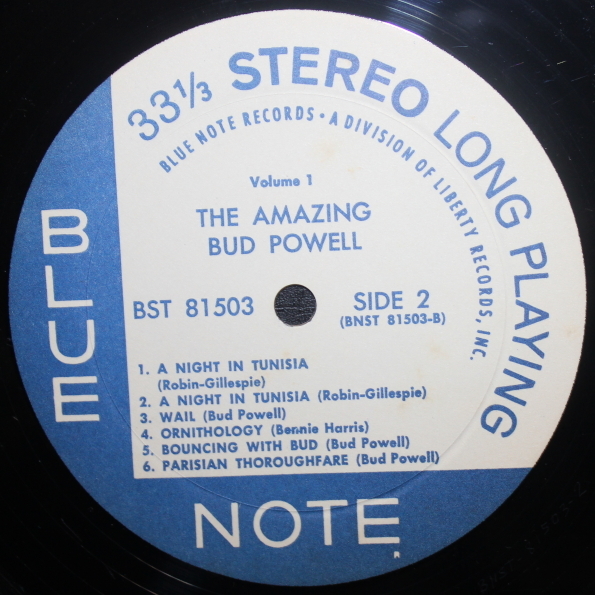 33⅓ STEREO LONG PLAYING
BLUE NOTE RECORDS • A DIVISION OF LIBERTY RECORDS, INC.
Volume 1
THE AMAZING
BUD POWELL
BST 81503
SIDE 2
(BNST 81503-B)
1. A NIGHT IN TUNISIA
(Robin-Gillespie)
2. A NIGHT IN TUNISIA (Robin-Gillespie)
3. WAIL (Bud Powell)
4. ORNITHOLOGY (Bennie Harris)
5. BOUNCING WITH BUD (Bud Powell)
6. PARISIAN THOROUGHFARE (Bud Powell)
BLUE
NOTE